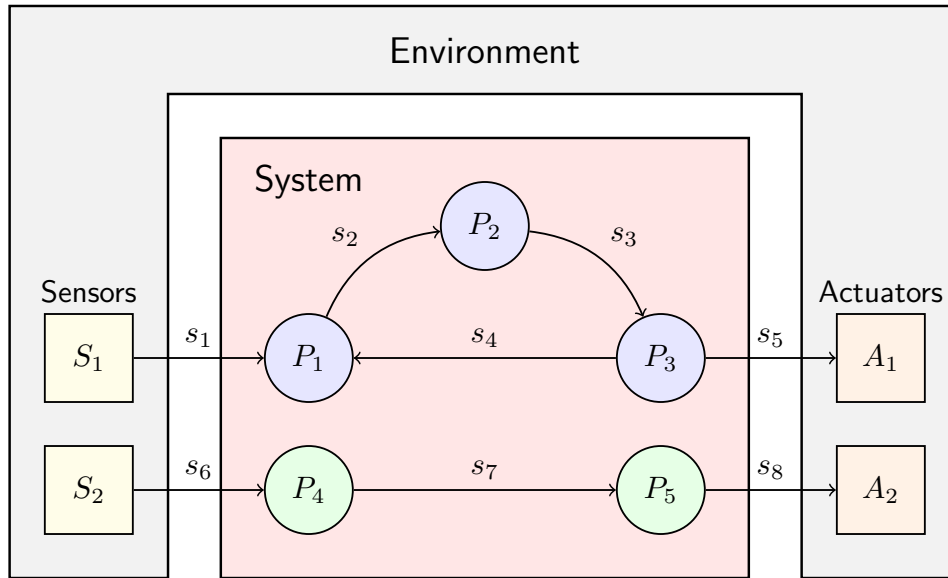 Environment
System
P₂
s₂
s₃
Sensors
Actuators
S₁
s₁
P₁
s₄
P₃
s₅
A₁
S₂
s₆
P₄
s₇
P₅
s₈
A₂